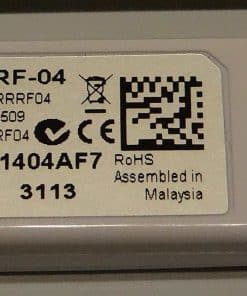 RF-04
RRRF04
509
RF04
1404AF7
RoHS
3113
Assembled in
Malaysia